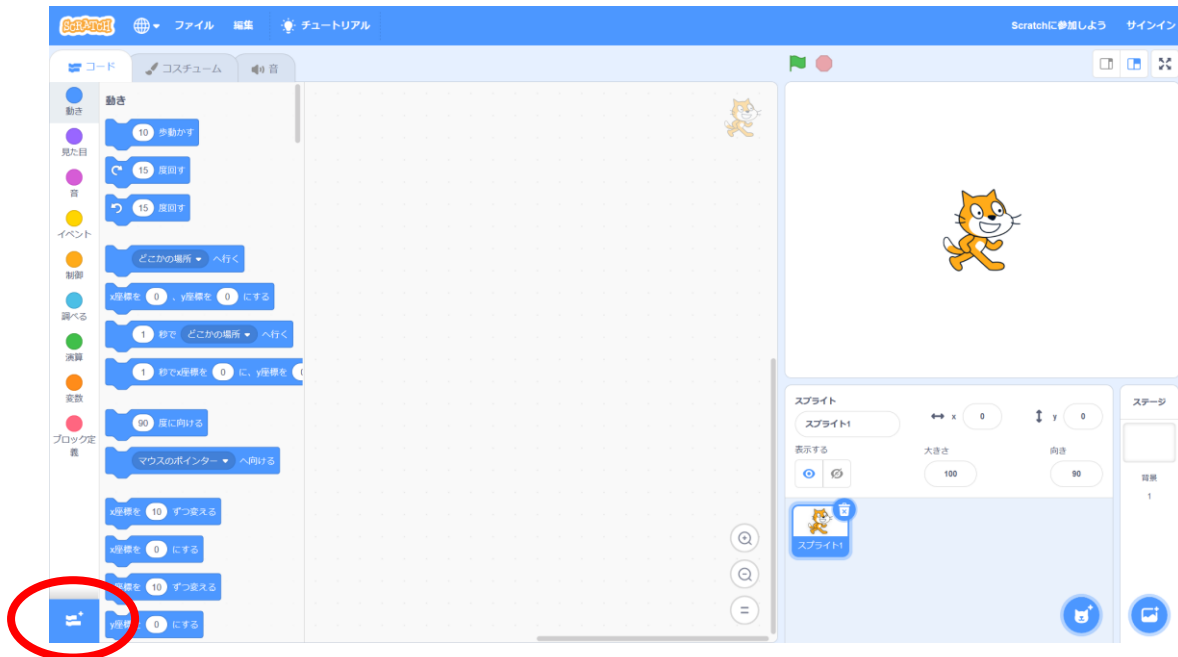 SCRATCH ファイル 編集 チュートリアル Scratchに参加しよう サインイン
コード コスチューム 音
動き
見た目
音
イベント
制御
調べる
演算
変数
ブロック定
義
動き
10 歩動かす
15 度回す
15 度回す
どこかの場所 へ行く
x座標を 0 、y座標を 0 にする
1 秒で どこかの場所 へ行く
1 秒でx座標を 0 に、y座標を
90 度に向ける
マウスのポインター へ向ける
x座標を 10 ずつ変える
x座標を 0 にする
座標を 10 ずつ変える
y座標を 0 にする
スプライト
スプライト1
x 0 y 0
表示する 大きさ 向き
100 90
スプライト1
ステージ
背景
1